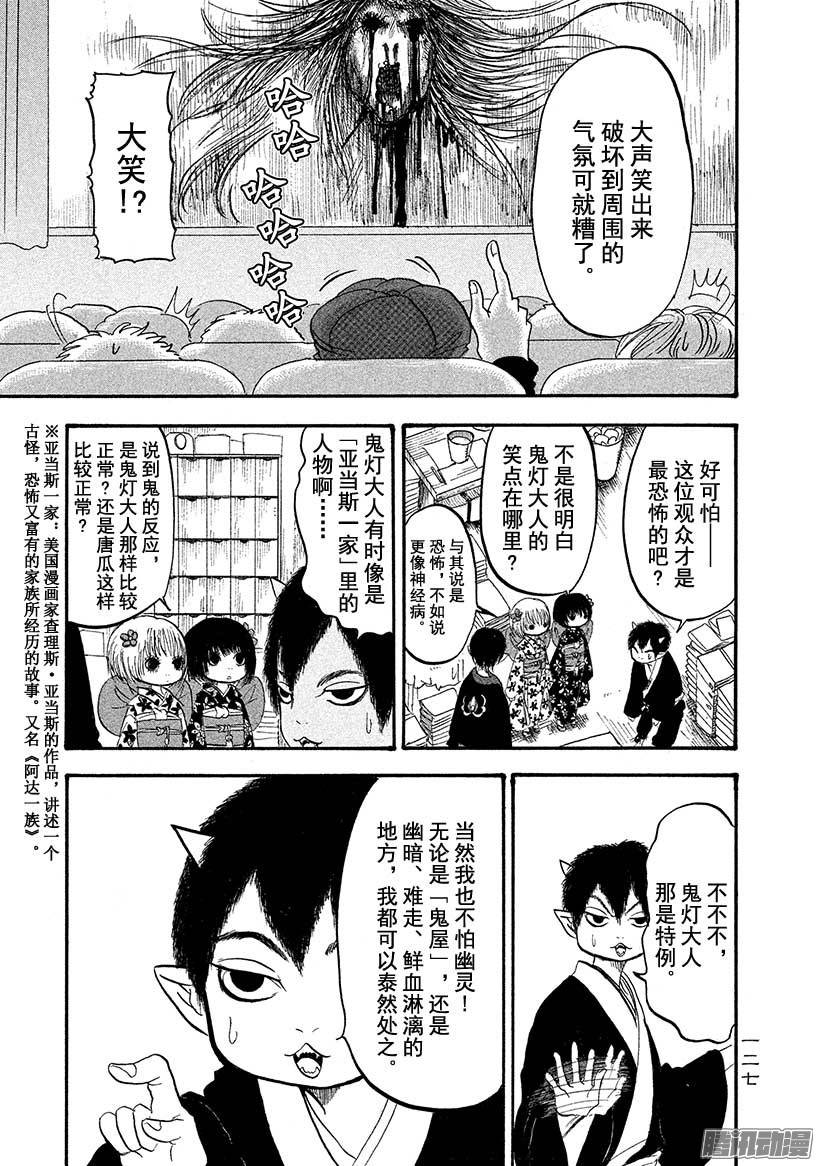 大声笑出来
破坏到周围的
气氛可就糟了。
哈哈
哈哈哈哈
大笑!?
好可怕——
这位观众才是
最恐怖的吧？
不是很明白
鬼灯大人的
笑点在哪里？
与其说是
恐怖，不如说
更像神经病。
鬼灯大人有时像是
「亚当斯一家」里的
人物啊……
说到鬼的反应，
是鬼灯大人那样比较
正常？还是唐瓜这样
比较正常？
※亚当斯一家：美国漫画家查理斯·亚当斯的作品，讲述一个
古怪，恐怖又富有的家族所经历的故事。又名《阿达一族》。
不不不，
鬼灯大人
那是特例。
当然我也不怕幽灵！
无论是「鬼屋」，还是
幽暗、难走、鲜血淋漓的
地方，我都可以泰然处之。
一二七
腾讯动漫